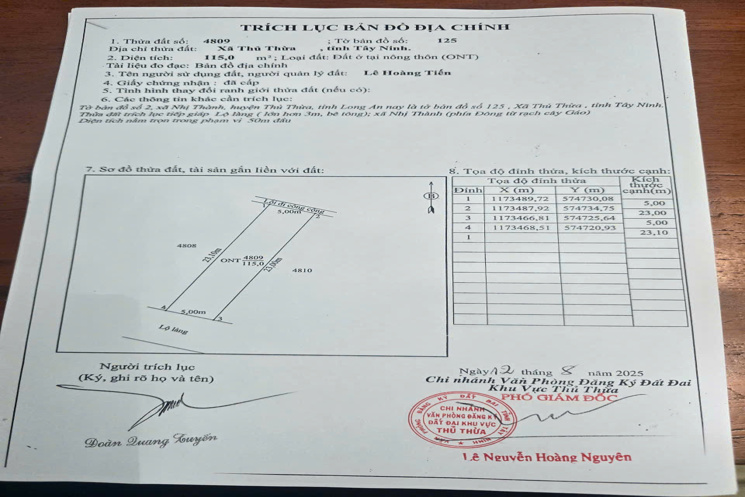 TRÍCH LỤC BẢN ĐỒ ĐỊA CHÍNH
1. Thửa đất số: 4809 ; Tờ bản đồ số: 125
Địa chỉ thửa đất: Xã Thủ Thừa , tỉnh Tây Ninh.
2. Diện tích: 115,0 m²; Loại đất: Đất ở tại nông thôn (ONT)
Tài liệu đo đạc: Bản đồ địa chính
3. Tên người sử dụng đất, người quản lý đất: Lê Hoàng Tiến
4. Giấy chứng nhận : đã cấp
5. Tình hình thay đổi ranh giới thửa đất (nếu có):
6. Các thông tin khác cần trích lục:
Tờ bản đồ số 2, xã Nhị Thành, huyện Thủ Thừa, tỉnh Long An nay là tờ bản đồ số 125 , Xã Thủ Thừa , tỉnh Tây Ninh.
Thửa đất trích lục tiếp giáp Lộ làng ( lớn hơn 3m, bê tông); xã Nhị Thành (phía Đông từ rạch cây Gáo)
Diện tích nằm trọn trong phạm vi 50m đầu
7. Sơ đồ thửa đất, tài sản gắn liền với đất:
B
Lối đi công cộng
5,00m
2
4808
23,10m
ONT 4809
115,0
23,00m
4810
4
5,00m
3
Lộ làng
8. Tọa độ đỉnh thửa, kích thước cạnh:
Tọa độ đỉnh thửa Kích thước cạnh(m)
Đỉnh X (m) Y (m)
1 1173489,72 574730,08
5,00
2 1173487,92 574734,75
23,00
3 1173466,81 574725,64
5,00
4 1173468,51 574720,93
23,10
1
Người trích lục
(Ký, ghi rõ họ và tên)
Đoàn Quang Tuyên
Ngày 12 tháng 8 năm 2025
Chi nhánh Văn Phòng Đăng Ký Đất Đai
Khu Vực Thủ Thừa
PHÓ GIÁM ĐỐC
CHI NHÁNH
VĂN PHÒNG ĐĂNG KÝ
ĐẤT ĐAI KHU VỰC
THỦ THỪA
Lê Nguyễn Hoàng Nguyên